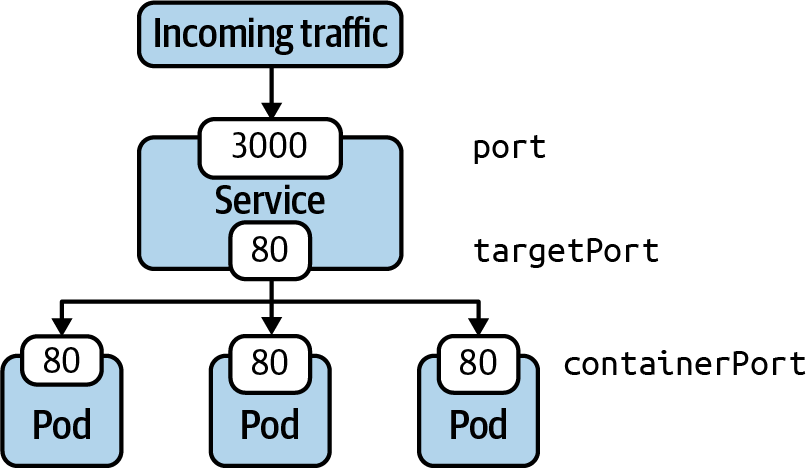 Incoming traffic
3000
port
Service
80
targetPort
80
80
80
containerPort
Pod
Pod
Pod